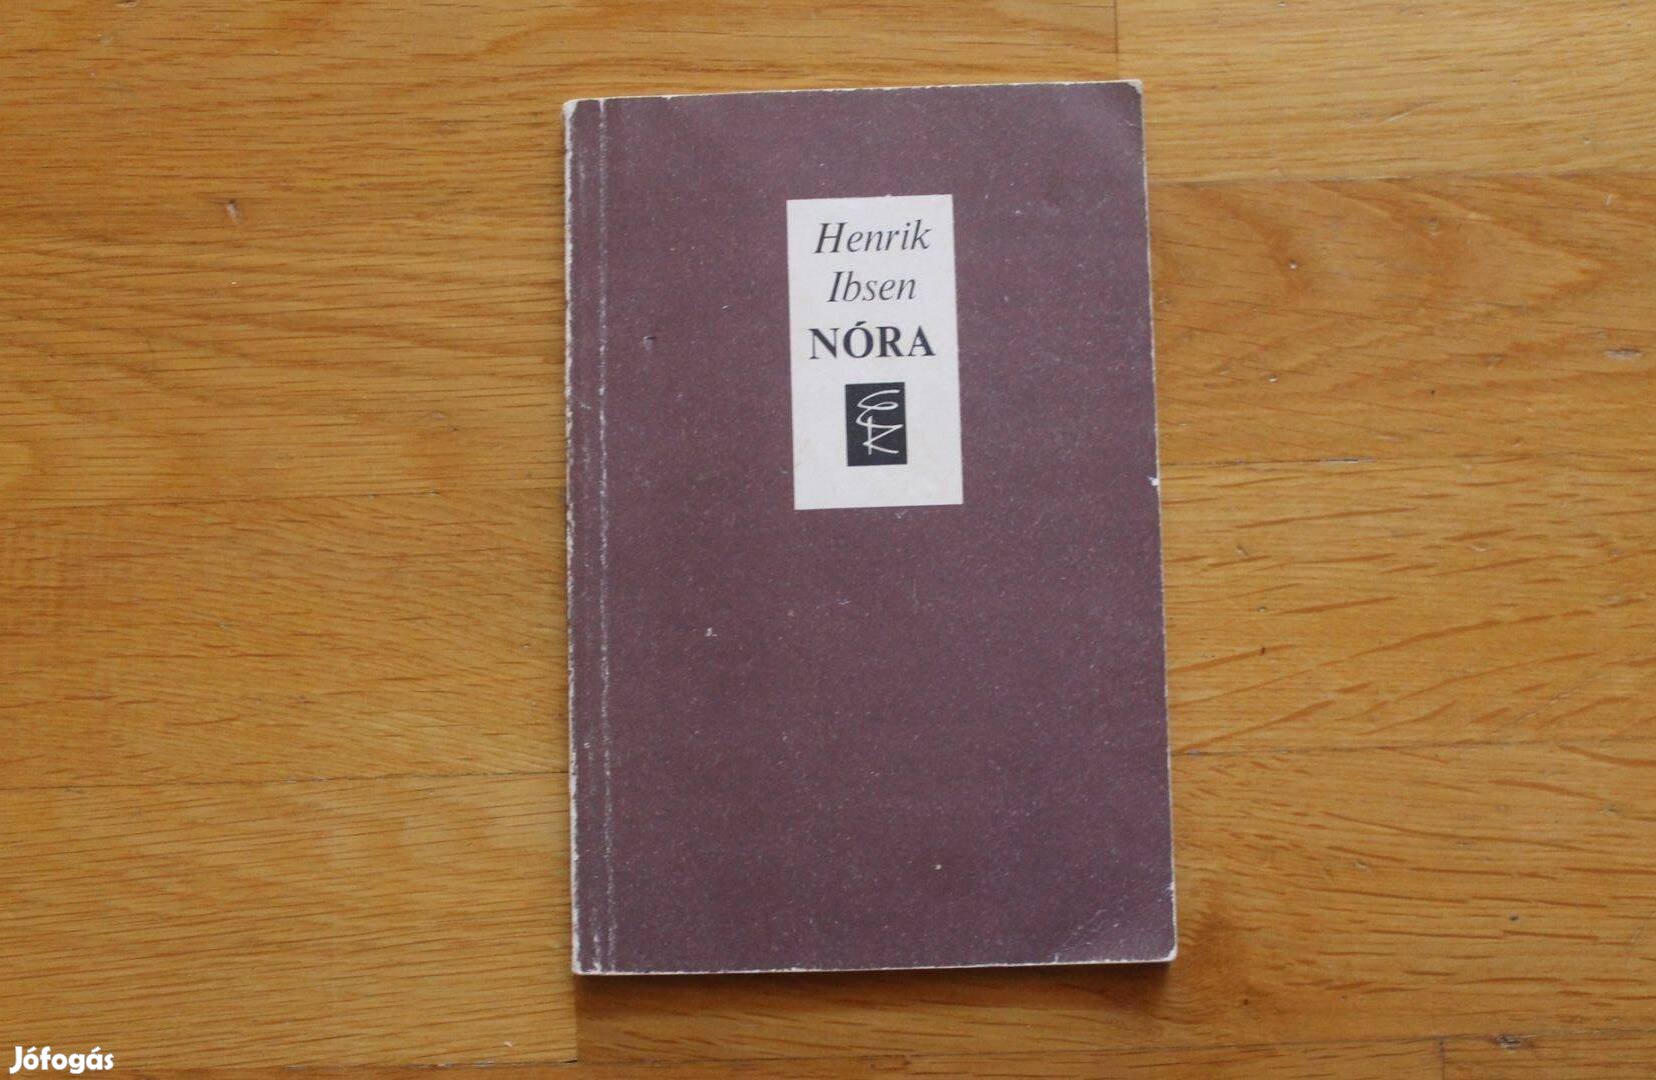 Henrik
Ibsen
NÓRA
Jófogás